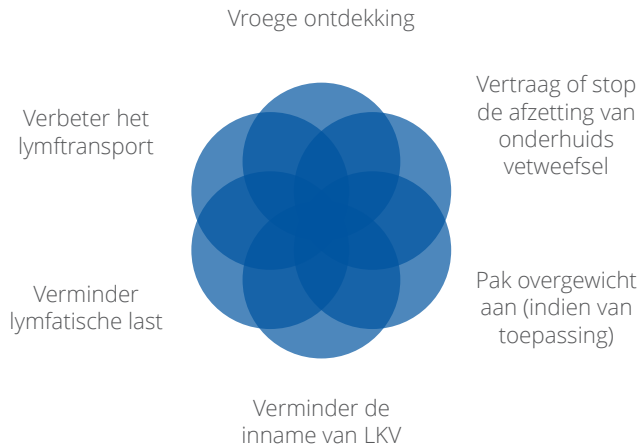 Vroege ontdekking
Vertraag of stop
de afzetting van
onderhuids
vetweefsel
Pak overgewicht
aan (indien van
toepassing)
Verminder de
inname van LKV
Verminder
lymfatische last
Verbeter het
lymftransport